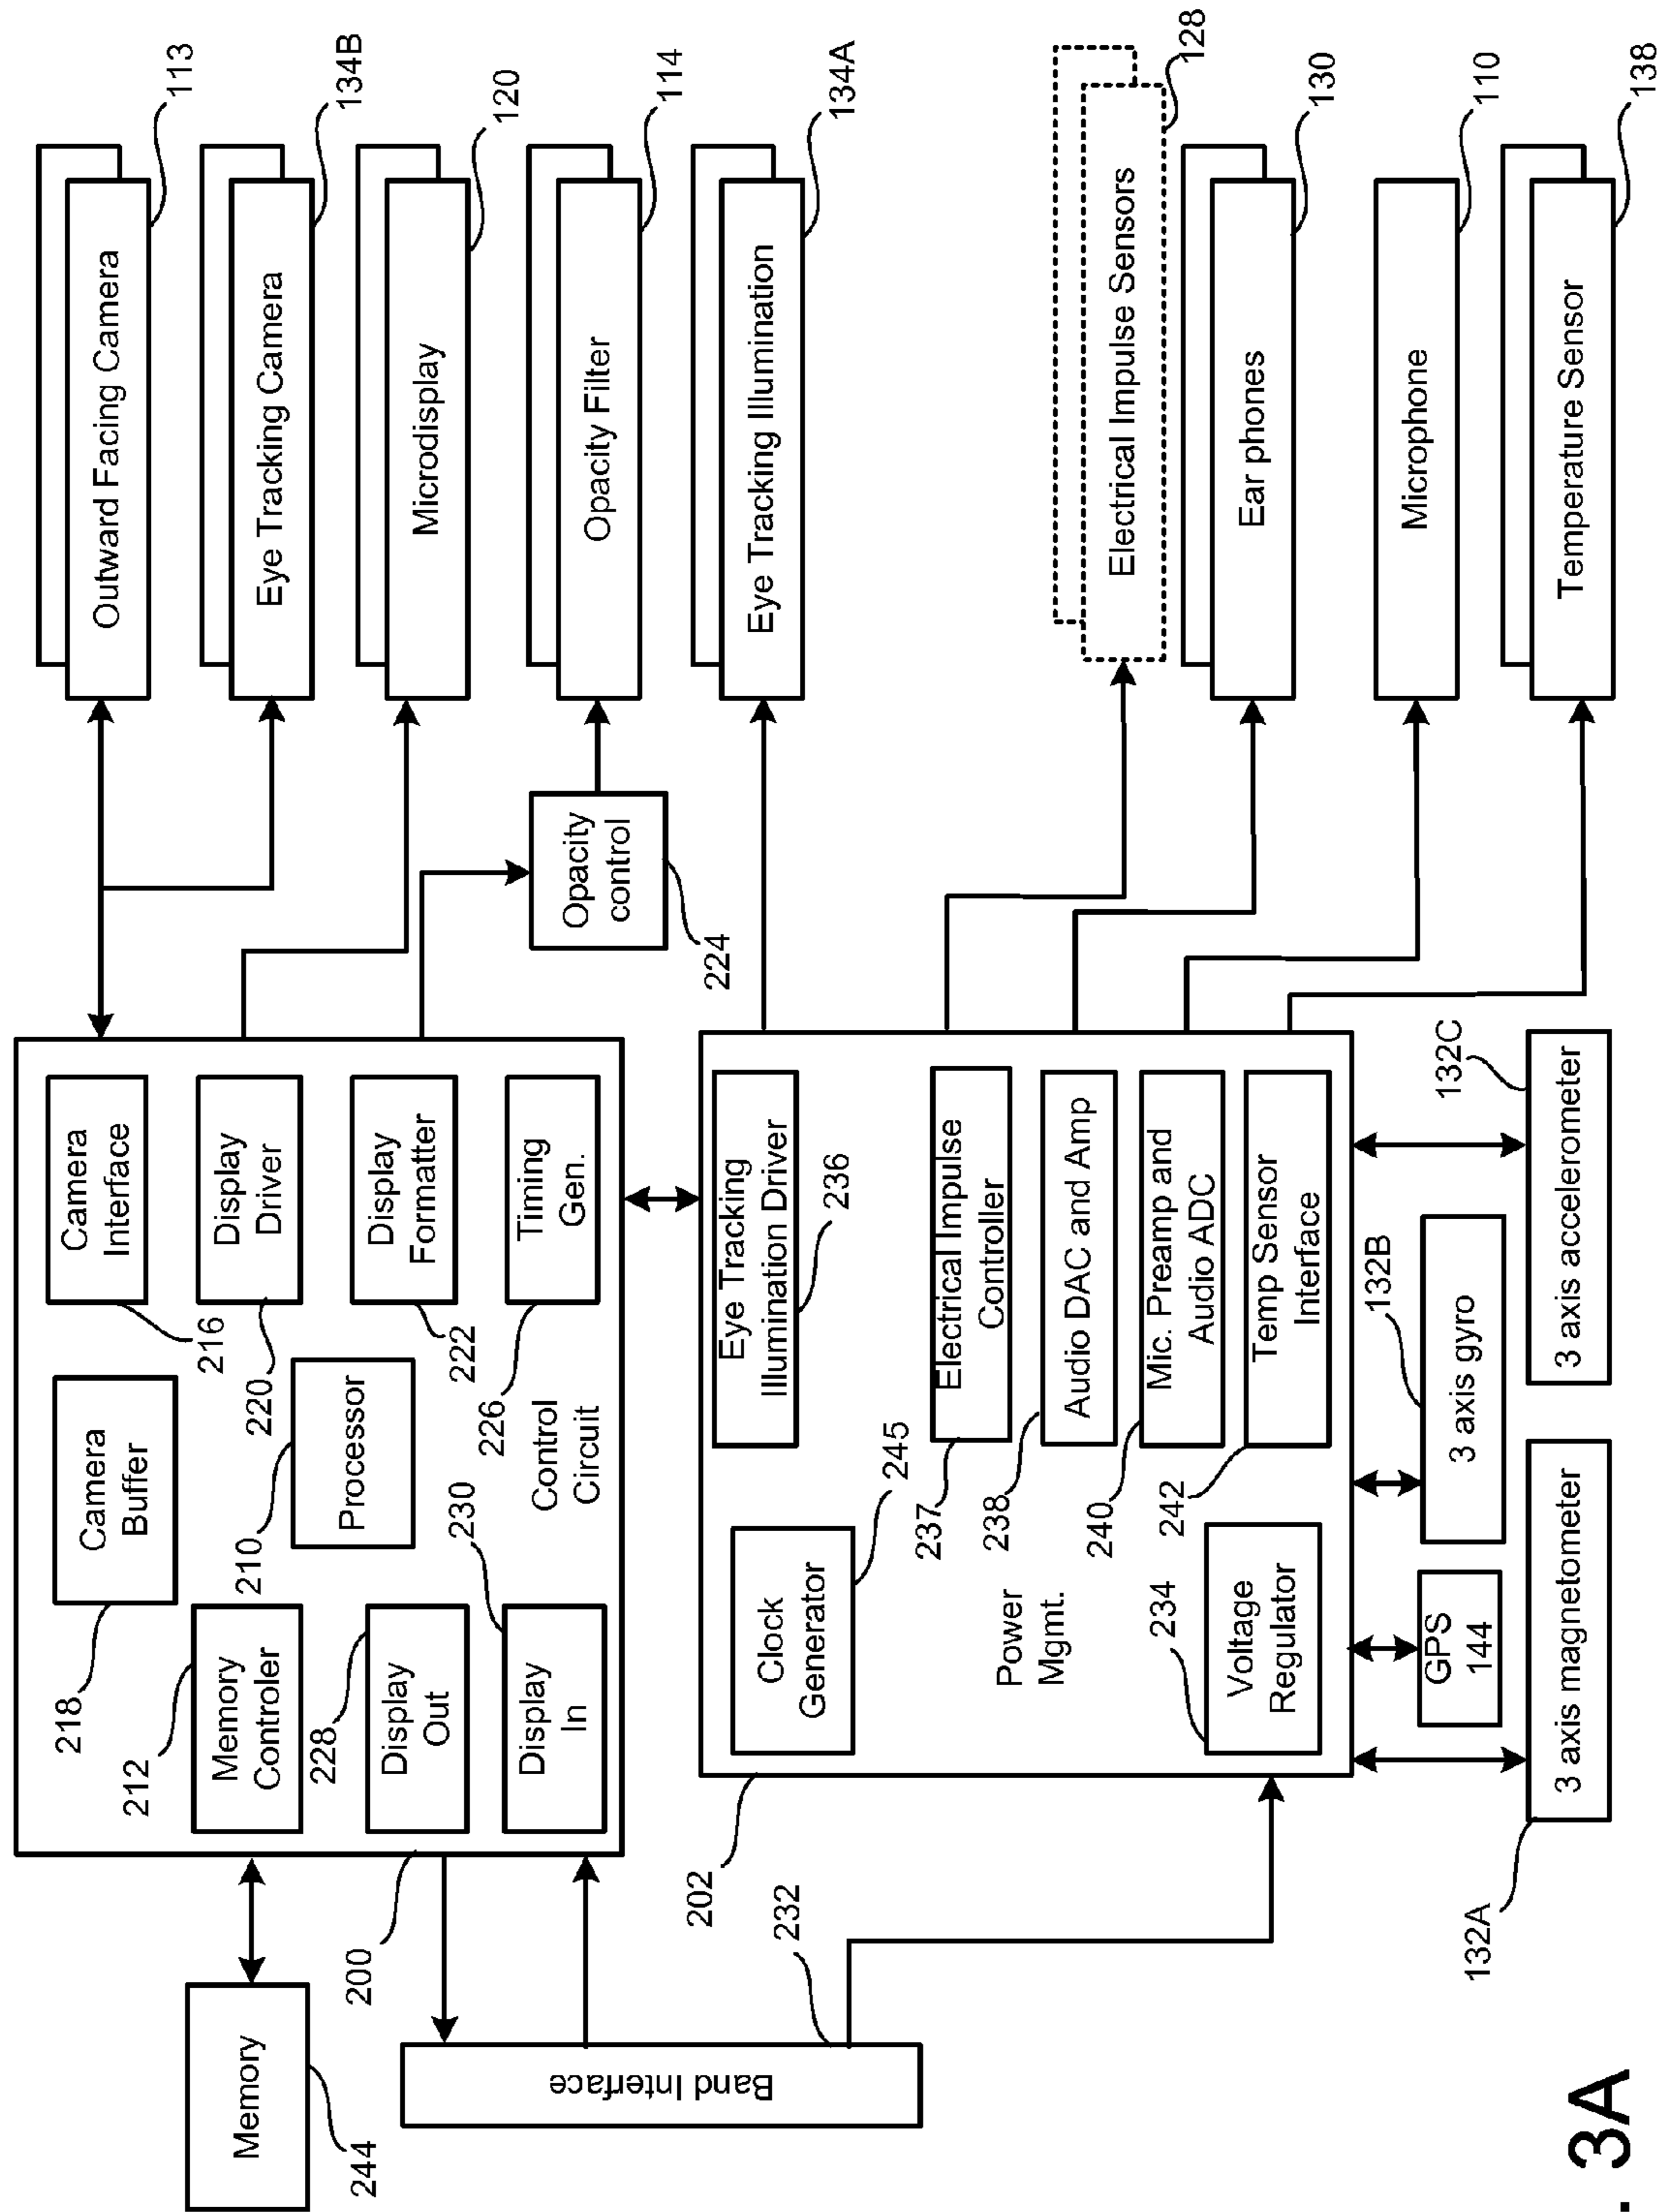 Memory
244
Band Interface
232
200
Control
Circuit
218
Camera
Buffer
212
Memory
Controler
210
Processor
228
Display
Out
230
Display
In
Camera
Interface
216
Display
Driver
220
Display
Formatter
222
Timing
Gen.
226
202
Power
Mgmt.
Clock
Generator
245
Voltage
Regulator
234
Eye Tracking
Illumination Driver
236
Electrical Impulse
Controller
237
Audio DAC and Amp
238
Mic. Preamp and
Audio ADC
240
Temp Sensor
Interface
242
Opacity
control
224
Outward Facing Camera
113
Eye Tracking Camera
134B
Microdisplay
120
Opacity Filter
114
Eye Tracking Illumination
134A
Electrical Impulse Sensors
128
Ear phones
130
Microphone
110
Temperature Sensor
138
GPS
144
3 axis gyro
132B
132A
3 axis magnetometer
3 axis accelerometer
132C
. 3A